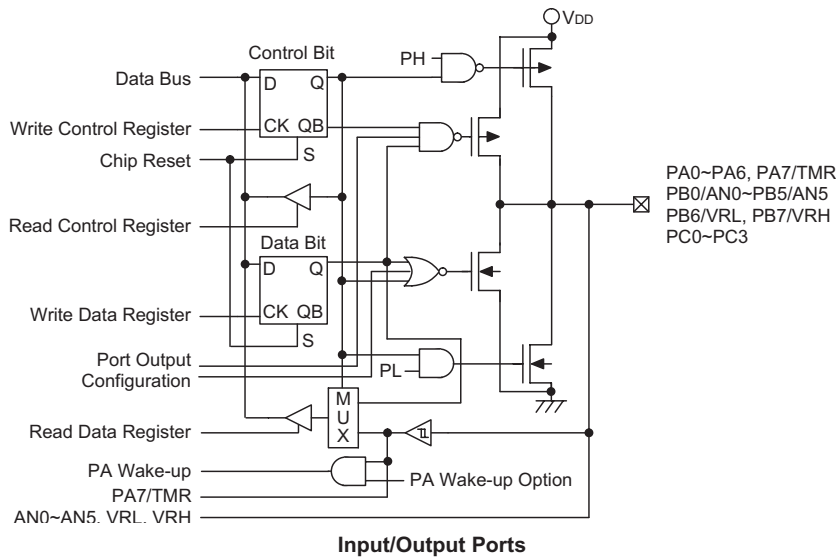 VDD
Control Bit
PH
Data Bus
D Q
Write Control Register
CK QB
Chip Reset
S
PA0~PA6, PA7/TMR
PB0/AN0~PB5/AN5
PB6/VRL, PB7/VRH
PC0~PC3
Read Control Register
Data Bit
D Q
Write Data Register
CK QB
S
Port Output
Configuration
PL
M
U
X
Read Data Register
PA Wake-up
PA Wake-up Option
PA7/TMR
AN0~AN5, VRL, VRH
Input/Output Ports